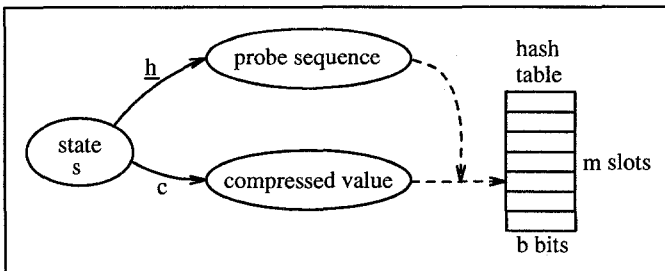 hash
table
h
probe sequence
state
s
m slots
c
compressed value
b bits